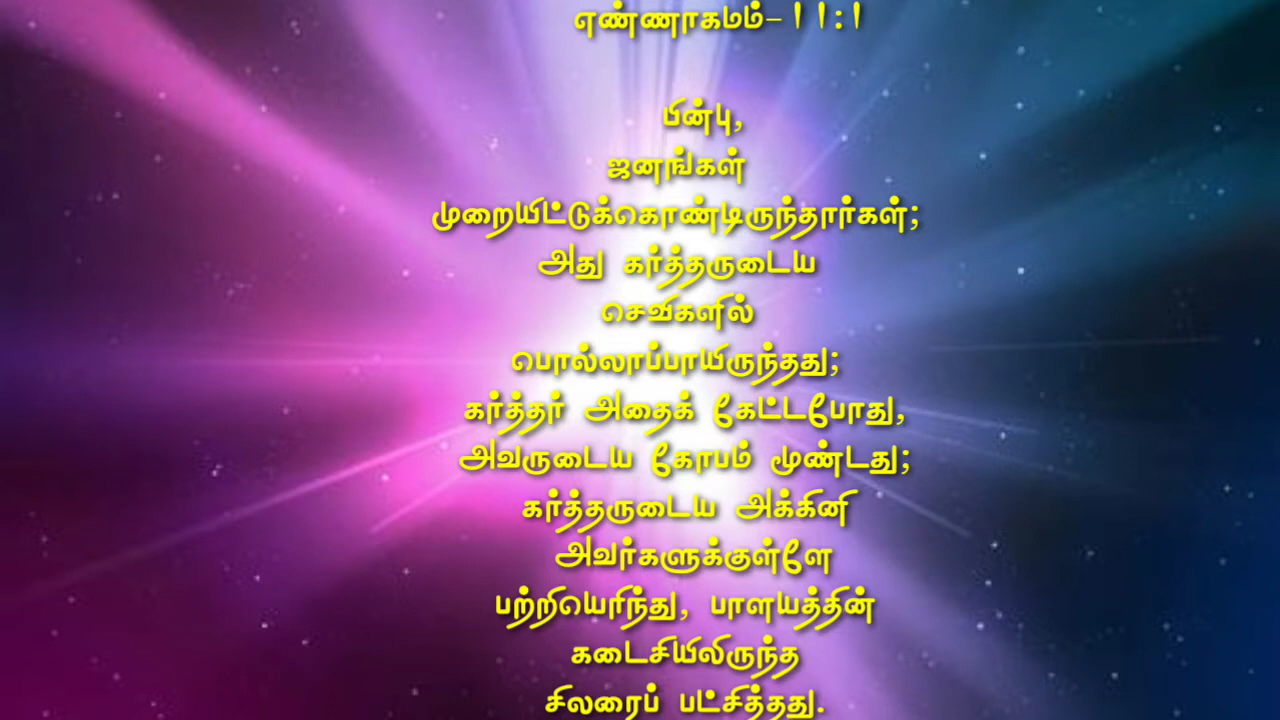 எண்ணாகமம்-11:1
பின்பு,
ஜனங்கள்
முறையிட்டுக்கொண்டிருந்தார்கள்;
அது கர்த்தருடைய
செவிகளில்
பொல்லாப்பாயிருந்தது;
கர்த்தர் அதைக் கேட்டபோது,
அவருடைய கோபம் மூண்டது;
கர்த்தருடைய அக்கினி
அவர்களுக்குள்ளே
பற்றியெரிந்து, பாளயத்தின்
கடைசியிலிருந்த
சிலரைப் பட்சித்தது.